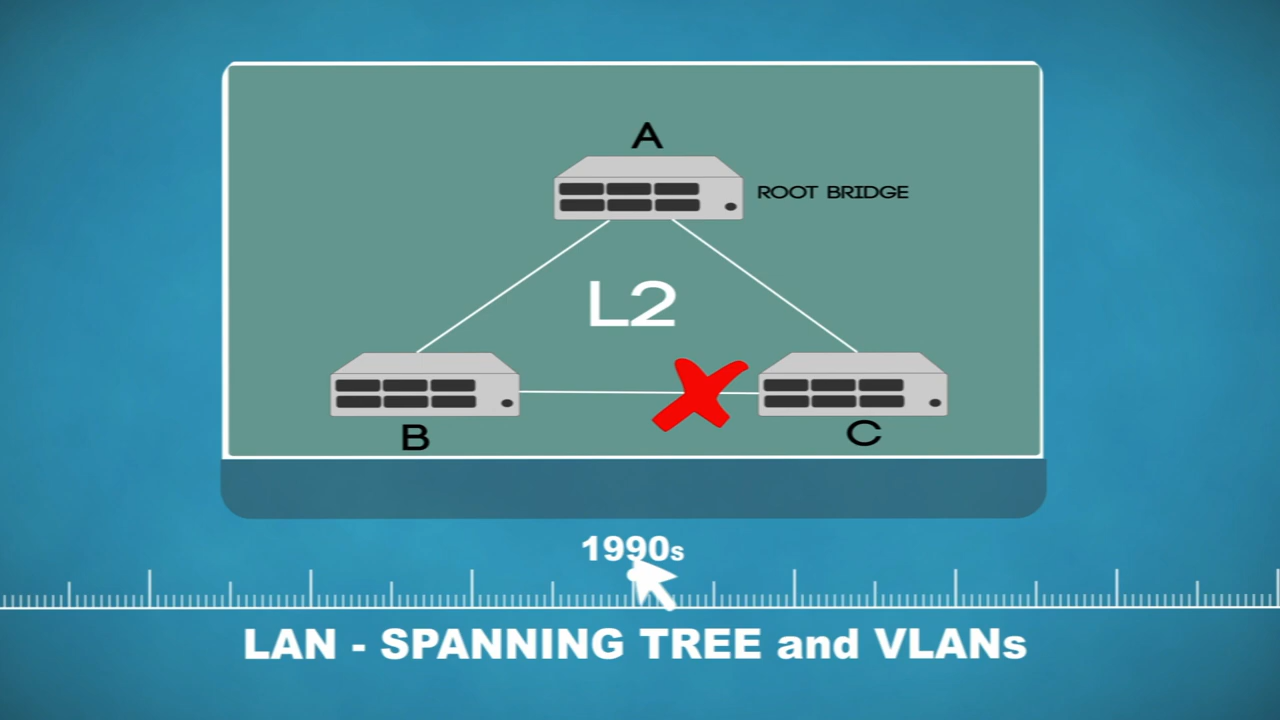 A
ROOT BRIDGE
L2
B
C
1990s
LAN - SPANNING TREE and VLANs